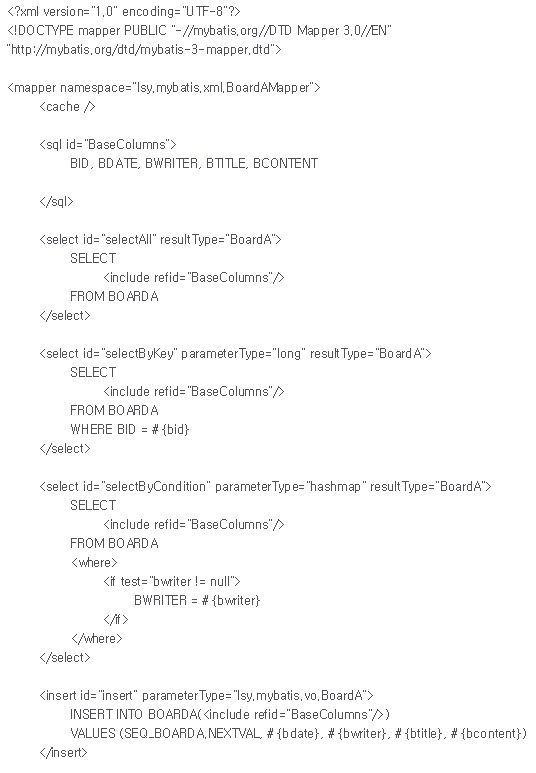 <?xml version="1.0" encoding="UTF-8"?>
<!DOCTYPE mapper PUBLIC "-//mybatis.org//DTD Mapper 3.0//EN"
"http://mybatis.org/dtd/mybatis-3-mapper.dtd">
<mapper namespace="lsy.mybatis.xml.BoardAMapper">
<cache />
<sql id="BaseColumns">
BID, BDATE, BWRITER, BTITLE, BCONTENT
</sql>
<select id="selectAll" resultType="BoardA">
SELECT
<include refid="BaseColumns"/>
FROM BOARDA
</select>
<select id="selectByKey" parameterType="long" resultType="BoardA">
SELECT
<include refid="BaseColumns"/>
FROM BOARDA
WHERE BID = #{bid}
</select>
<select id="selectByCondition" parameterType="hashmap" resultType="BoardA">
SELECT
<include refid="BaseColumns"/>
FROM BOARDA
<where>
<if test="bwriter != null">
BWRITER = #{bwriter}
</if>
</where>
</select>
<insert id="insert" parameterType="lsy.mybatis.vo.BoardA">
INSERT INTO BOARDA(<include refid="BaseColumns"/>)
VALUES (SEQ_BOARDA.NEXTVAL, #{bdate}, #{bwriter}, #{btitle}, #{bcontent})
</insert>